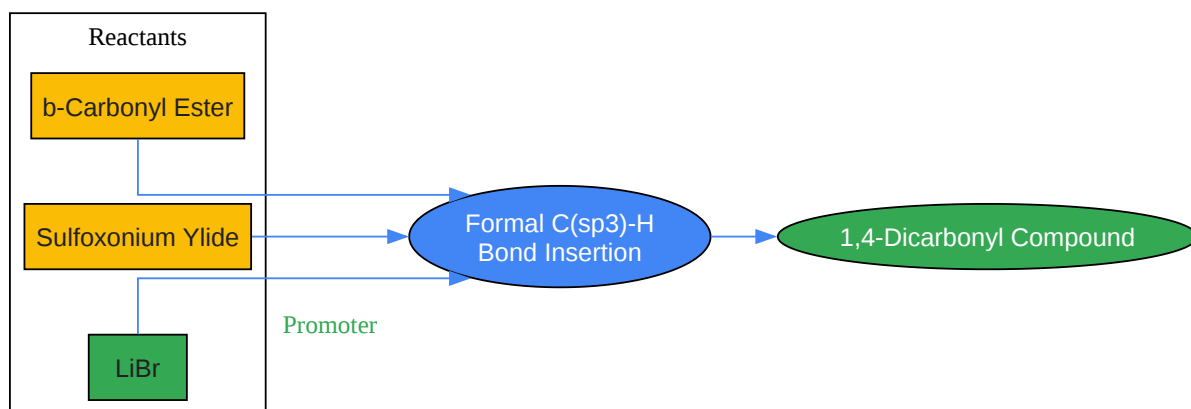 Reactants
b-Carbonyl Ester
Sulfoxonium Ylide
LiBr
Promoter
Formal C(sp3)-H
Bond Insertion
1,4-Dicarbonyl Compound